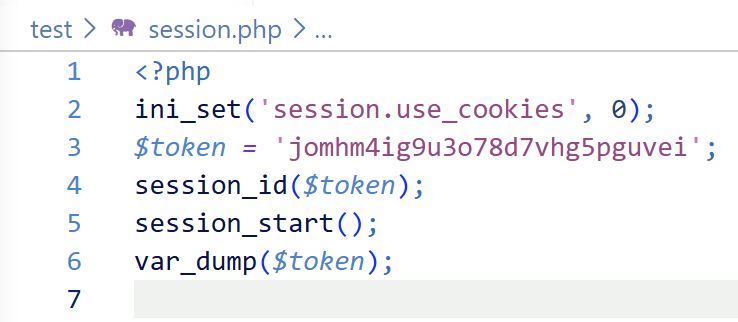 test > session.php > ...
1 <?php
2 ini_set('session.use_cookies', 0);
3 $token = 'jomhm4ig9u3o78d7vhg5pguvei';
4 session_id($token);
5 session_start();
6 var_dump($token);
7